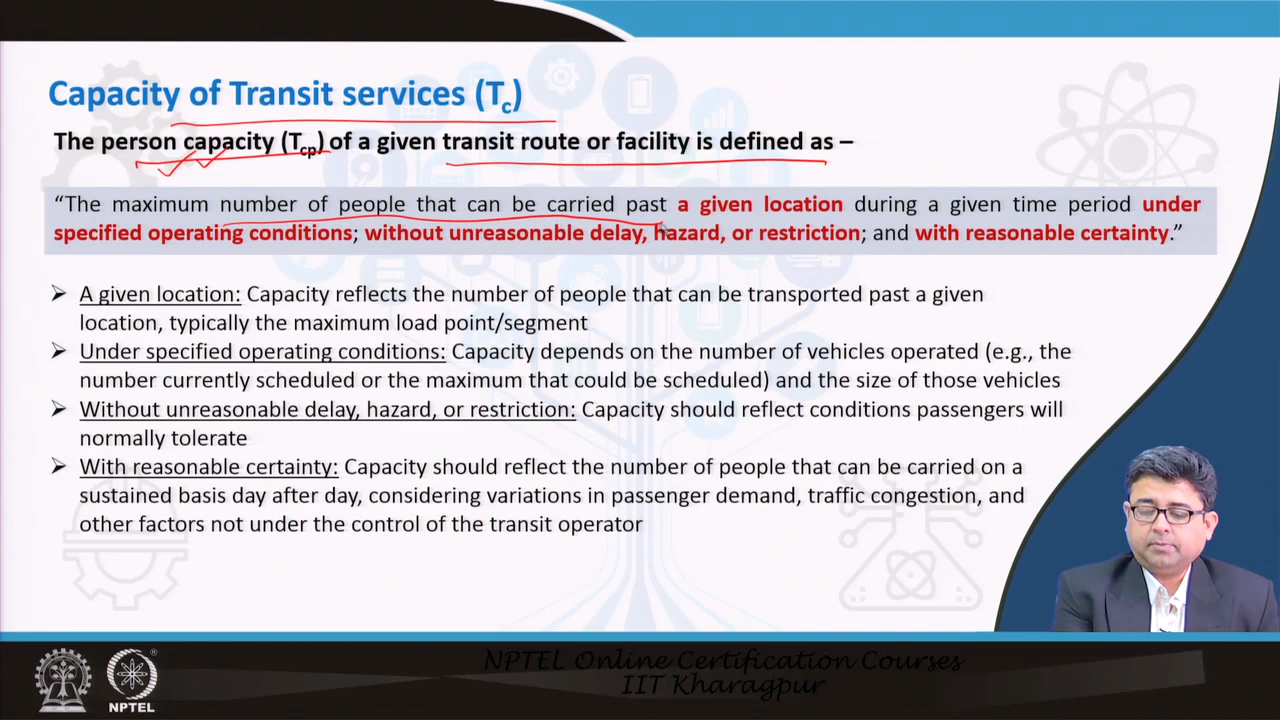 Capacity of Transit services (Tc)
The person capacity (Tcp) of a given transit route or facility is defined as –
“The maximum number of people that can be carried past a given location during a given time period under
specified operating conditions; without unreasonable delay, hazard, or restriction; and with reasonable certainty.”
➢ A given location: Capacity reflects the number of people that can be transported past a given
location, typically the maximum load point/segment
➢ Under specified operating conditions: Capacity depends on the number of vehicles operated (e.g., the
number currently scheduled or the maximum that could be scheduled) and the size of those vehicles
➢ Without unreasonable delay, hazard, or restriction: Capacity should reflect conditions passengers will
normally tolerate
➢ With reasonable certainty: Capacity should reflect the number of people that can be carried on a
sustained basis day after day, considering variations in passenger demand, traffic congestion, and
other factors not under the control of the transit operator
NPTEL Online Certification Courses
IIT Kharagpur
NPTEL